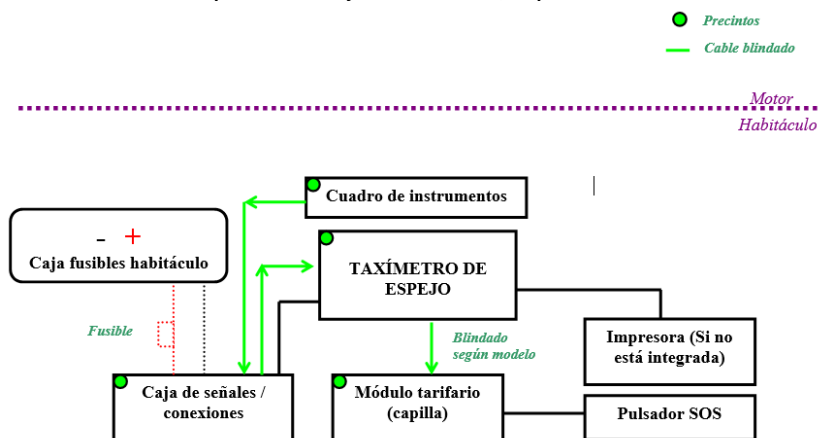 Precintos
Cable blindado
Motor
Habitáculo
Cuadro de instrumentos
- +
Caja fusibles habitáculo
TAXÍMETRO DE
ESPEJO
Fusible
Blindado
según modelo
Impresora (Si no
está integrada)
Caja de señales /
conexiones
Módulo tarifario
(capilla)
Pulsador SOS